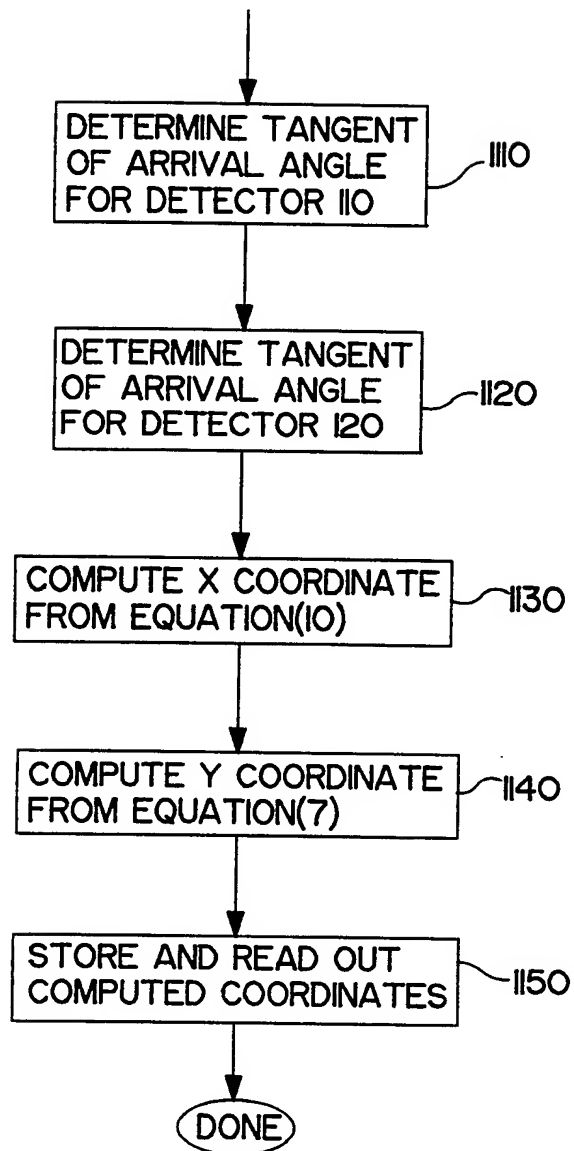 DETERMINE TANGENT
OF ARRIVAL ANGLE
FOR DETECTOR 110
1110
DETERMINE TANGENT
OF ARRIVAL ANGLE
FOR DETECTOR 120
1120
COMPUTE X COORDINATE
FROM EQUATION(10)
1130
COMPUTE Y COORDINATE
FROM EQUATION(7)
1140
STORE AND READ OUT
COMPUTED COORDINATES
1150
DONE